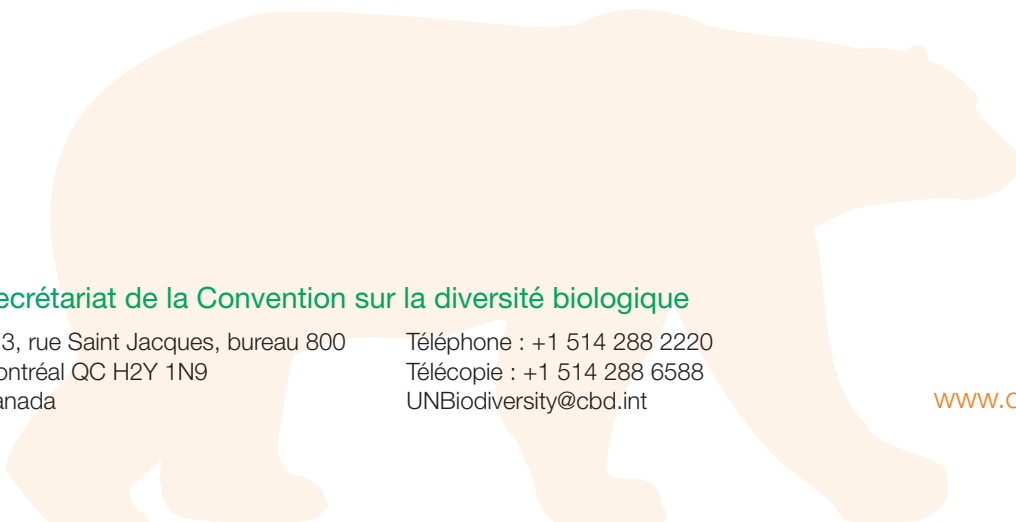 ecrétariat de la Convention sur la diversité biologique
3, rue Saint Jacques, bureau 800
ontréal QC H2Y 1N9
anada
Téléphone : +1 514 288 2220
Télécopie : +1 514 288 6588
UNBiodiversity@cbd.int
www.c